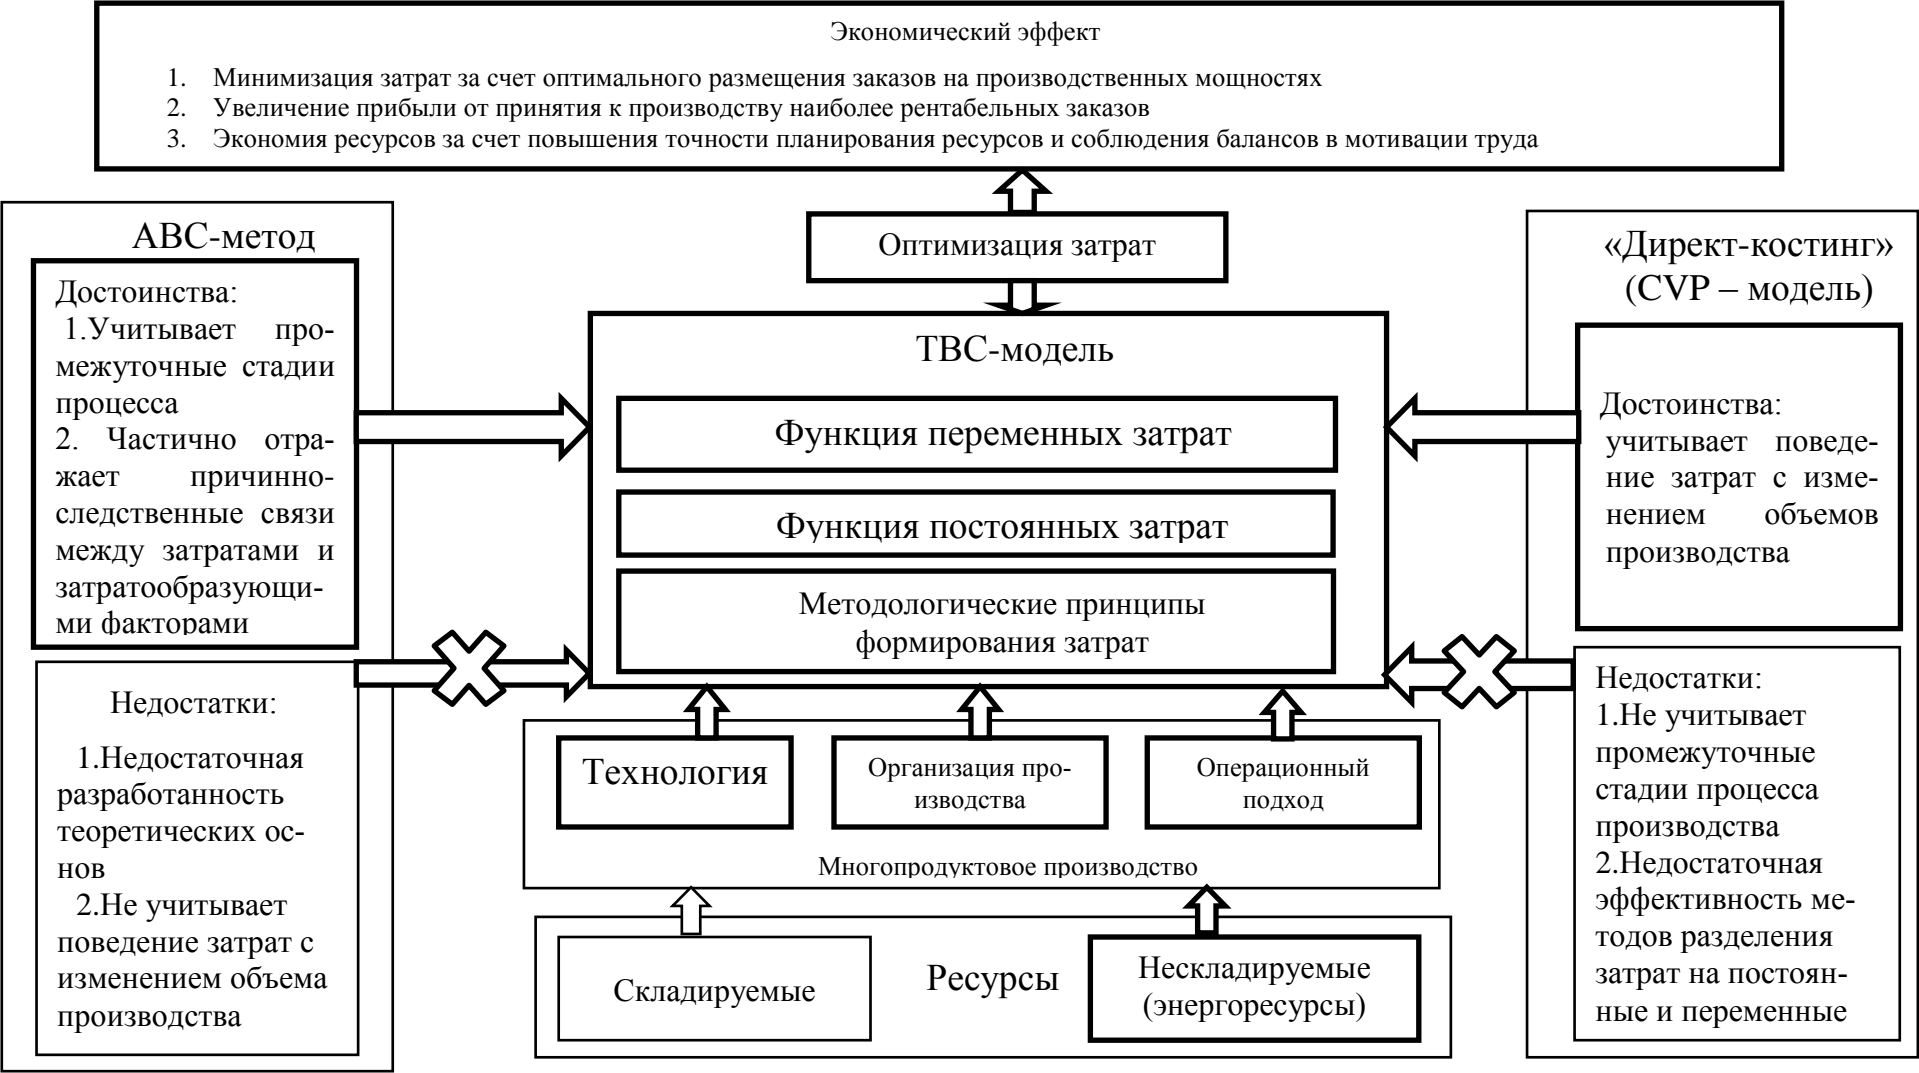 Экономический эффект
1. Минимизация затрат за счет оптимального размещения заказов на производственных мощностях
2. Увеличение прибыли от принятия к производству наиболее рентабельных заказов
3. Экономия ресурсов за счет повышения точности планирования ресурсов и соблюдения балансов в мотивации труда
АВС-метод
Достоинства:
1.Учитывает про-
межуточные стадии
процесса
2. Частично отра-
жает причинно-
следственные связи
между затратами и
затратообразующи-
ми факторами
Недостатки:
1.Недостаточная
разработанность
теоретических ос-
нов
2.Не учитывает
поведение затрат с
изменением объема
производства
Оптимизация затрат
ТВС-модель
Функция переменных затрат
Функция постоянных затрат
Методологические принципы
формирования затрат
Технология
Организация про-
изводства
Операционный
подход
Многопродуктовое производство
Складируемые
Ресурсы
Нескладируемые
(энергоресурсы)
«Директ-костинг»
(CVP – модель)
Достоинства:
учитывает поведе-
ние затрат с изме-
нением объемов
производства
Недостатки:
1.Не учитывает
промежуточные
стадии процесса
производства
2.Недостаточная
эффективность ме-
тодов разделения
затрат на постоян-
ные и переменные